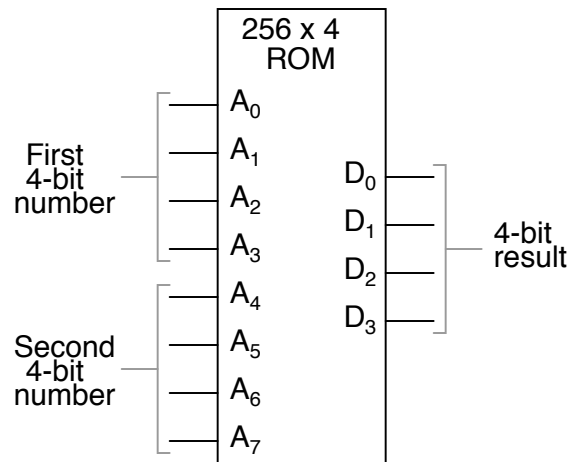 256 x 4
ROM
First
4-bit
number
A0
A1
A2
A3
Second
4-bit
number
A4
A5
A6
A7
D0
D1
D2
D3
4-bit
result